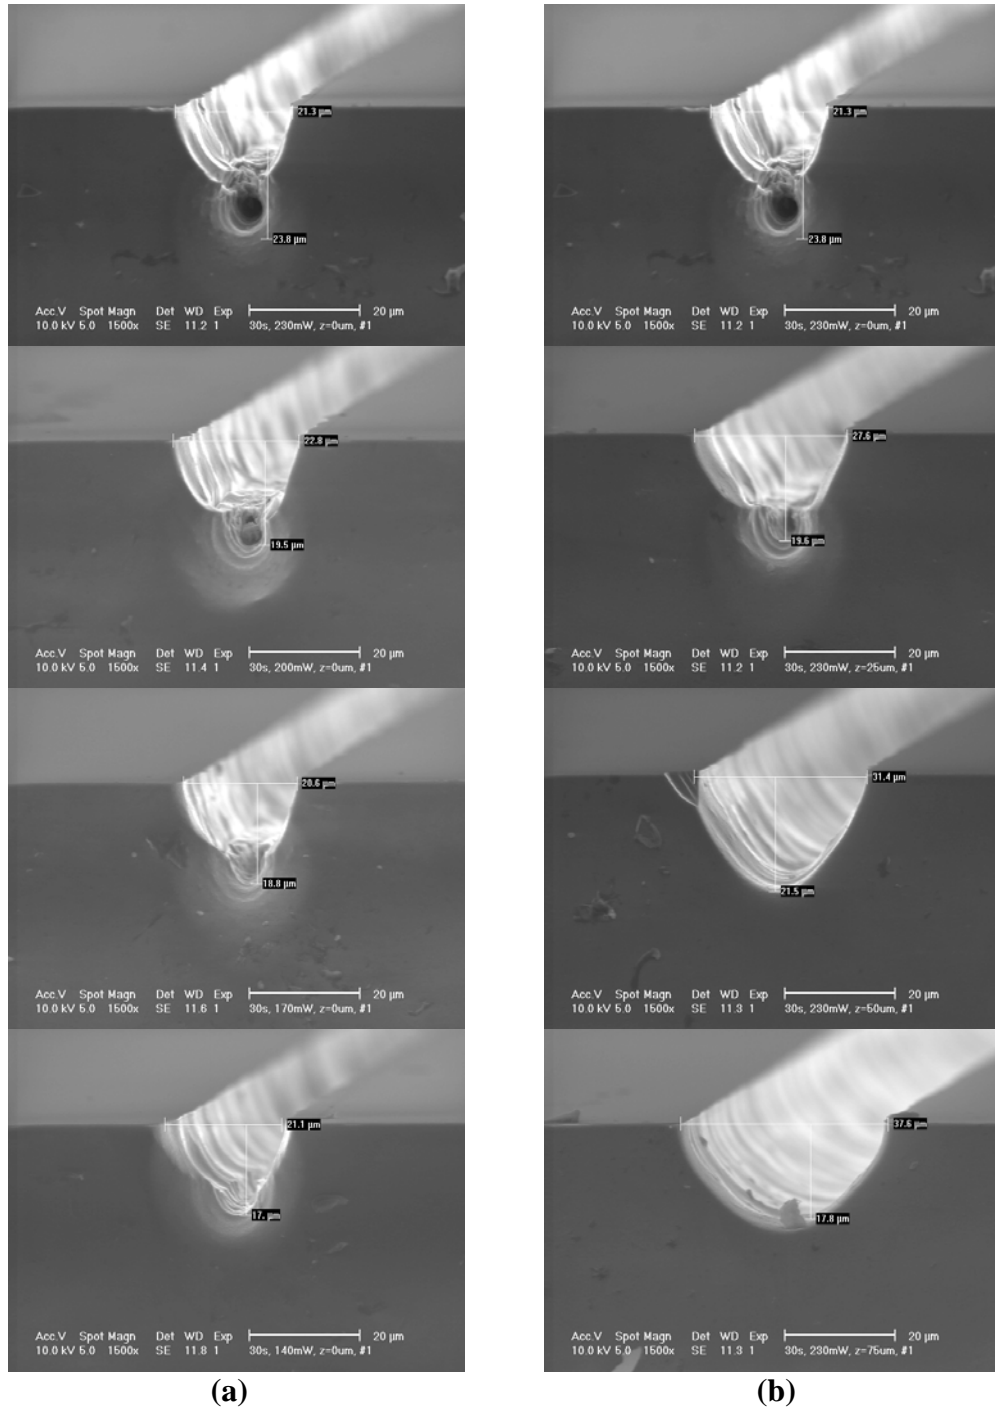 21.3 µm
23.8 µm
Acc.V Spot Magn Det WD Exp 20 µm
10.0 kV 5.0 1500x SE 11.2 1 30s, 230mW, z=0um, #1
22.8 µm
19.5 µm
Acc.V Spot Magn Det WD Exp 20 µm
10.0 kV 5.0 1500x SE 11.4 1 30s, 200mW, z=0um, #1
20.6 µm
18.8 µm
Acc.V Spot Magn Det WD Exp 20 µm
10.0 kV 5.0 1500x SE 11.6 1 30s, 170mW, z=0um, #1
21.1 µm
17. µm
Acc.V Spot Magn Det WD Exp 20 µm
10.0 kV 5.0 1500x SE 11.8 1 30s, 140mW, z=0um, #1
(a)
21.3 µm
23.8 µm
Acc.V Spot Magn Det WD Exp 20 µm
10.0 kV 5.0 1500x SE 11.2 1 30s, 230mW, z=0um, #1
27.6 µm
19.6 µm
Acc.V Spot Magn Det WD Exp 20 µm
10.0 kV 5.0 1500x SE 11.2 1 30s, 230mW, z=25um, #1
31.4 µm
21.5 µm
Acc.V Spot Magn Det WD Exp 20 µm
10.0 kV 5.0 1500x SE 11.3 1 30s, 230mW, z=50um, #1
37.6 µm
17.8 µm
Acc.V Spot Magn Det WD Exp 20 µm
10.0 kV 5.0 1500x SE 11.3 1 30s, 230mW, z=75um, #1
(b)